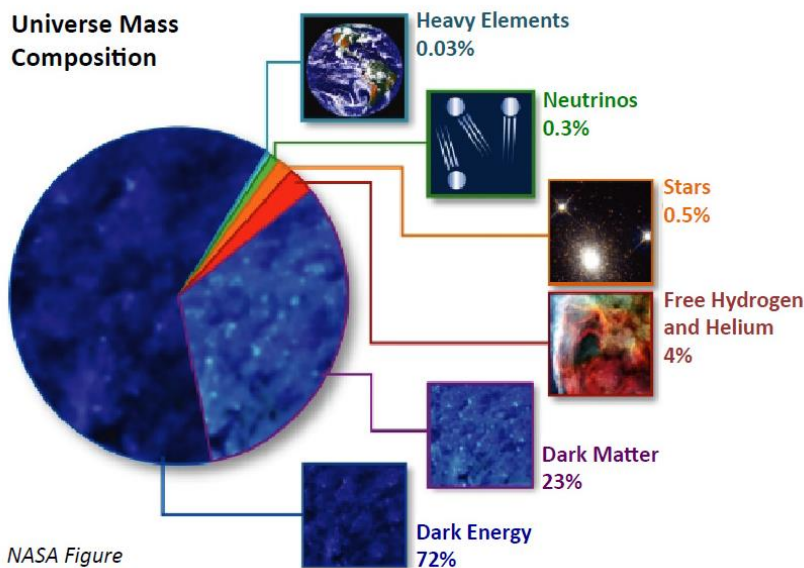 Universe Mass
Composition
Heavy Elements
0.03%
Neutrinos
0.3%
Stars
0.5%
Free Hydrogen
and Helium
4%
Dark Matter
23%
Dark Energy
72%
NASA Figure